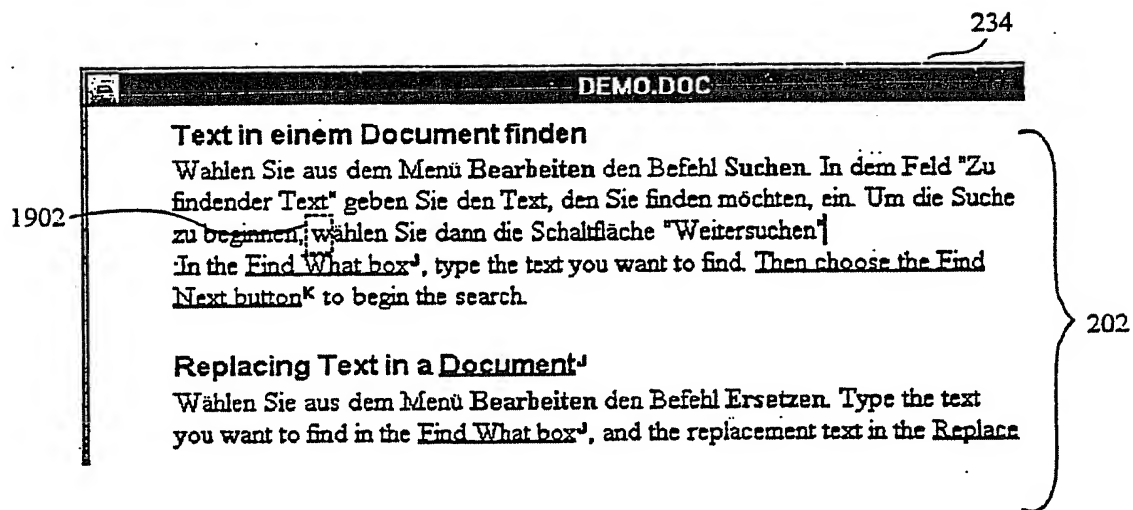 234
DEMO.DOC
Text in einem Document finden
Wahlen Sie aus dem Menü Bearbeiten den Befehl Suchen. In dem Feld "Zu
findender Text" geben Sie den Text, den Sie finden möchten, ein. Um die Suche
1902
zu beginnen, wählen Sie dann die Schaltfläche "Weitersuchen"
In the Find What box┘, type the text you want to find. Then choose the Find
Next buttonᴷ to begin the search.
202
Replacing Text in a Document┘
Wählen Sie aus dem Menü Bearbeiten den Befehl Ersetzen. Type the text
you want to find in the Find What box┘, and the replacement text in the Replace